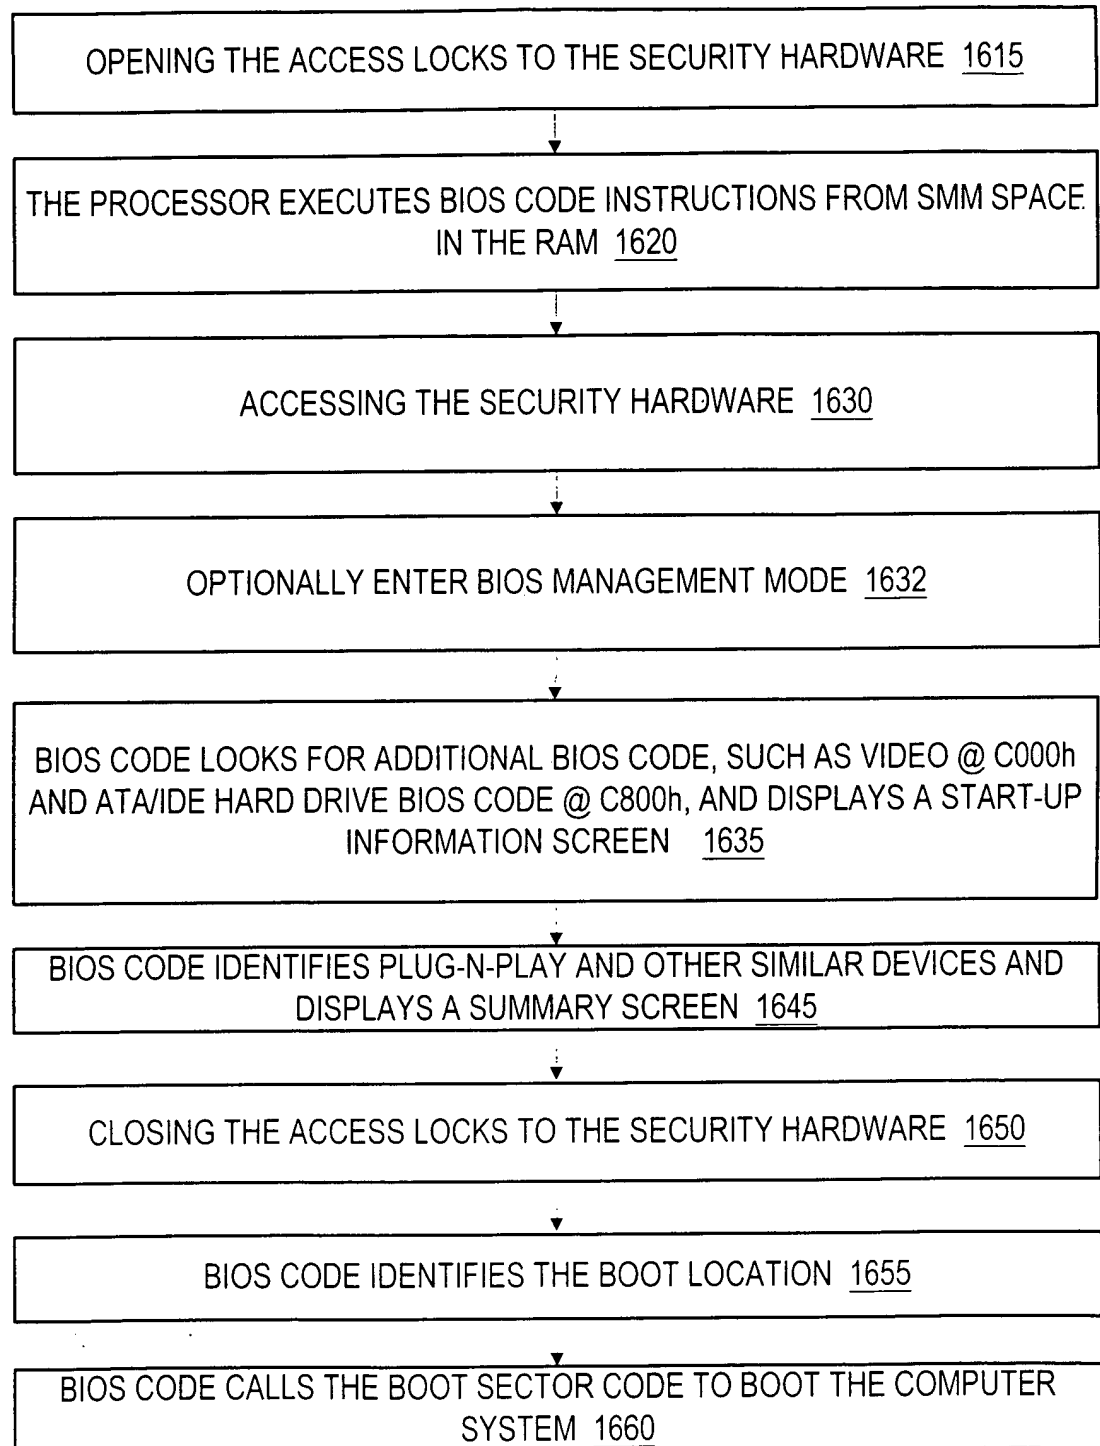 OPENING THE ACCESS LOCKS TO THE SECURITY HARDWARE 1615
THE PROCESSOR EXECUTES BIOS CODE INSTRUCTIONS FROM SMM SPACE
IN THE RAM 1620
ACCESSING THE SECURITY HARDWARE 1630
OPTIONALLY ENTER BIOS MANAGEMENT MODE 1632
BIOS CODE LOOKS FOR ADDITIONAL BIOS CODE, SUCH AS VIDEO @ C000h
AND ATA/IDE HARD DRIVE BIOS CODE @ C800h, AND DISPLAYS A START-UP
INFORMATION SCREEN 1635
BIOS CODE IDENTIFIES PLUG-N-PLAY AND OTHER SIMILAR DEVICES AND
DISPLAYS A SUMMARY SCREEN 1645
CLOSING THE ACCESS LOCKS TO THE SECURITY HARDWARE 1650
BIOS CODE IDENTIFIES THE BOOT LOCATION 1655
BIOS CODE CALLS THE BOOT SECTOR CODE TO BOOT THE COMPUTER
SYSTEM 1660